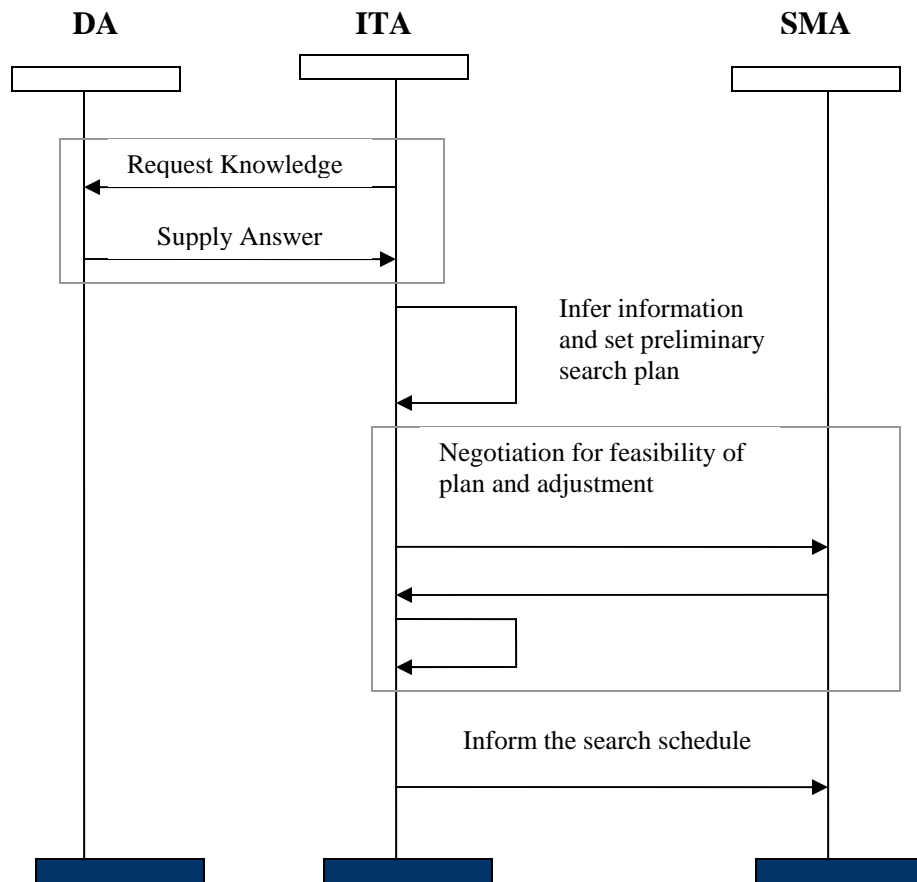 DA
ITA
SMA
Request Knowledge
Supply Answer
Infer information
and set preliminary
search plan
Negotiation for feasibility of
plan and adjustment
Inform the search schedule